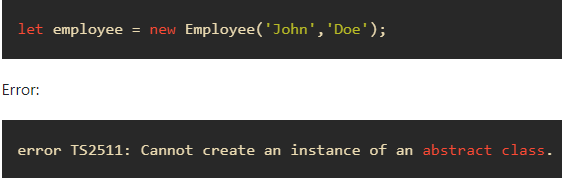 let employee = new Employee('John','Doe');
Error:
error TS2511: Cannot create an instance of an abstract class.